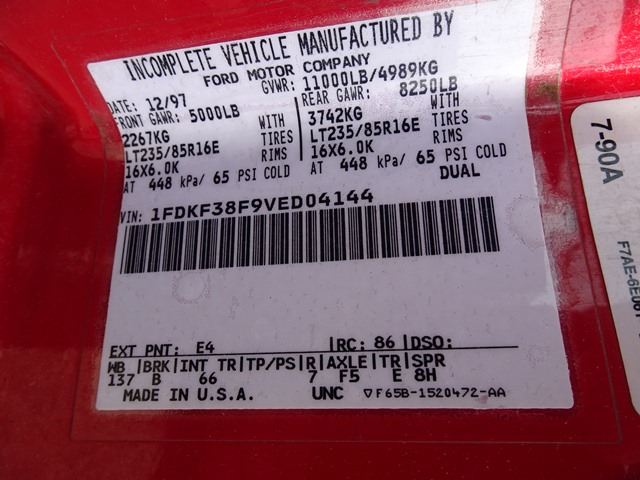 INCOMPLETE VEHICLE MANUFACTURED BY
FORD MOTOR COMPANY
DATE: 12/97 GVWR: 11000LB/4989KG
FRONT GAWR: 5000LB REAR GAWR: 8250LB
2267KG WITH 3742KG WITH
LT235/85R16E TIRES LT235/85R16E TIRES
16X6.0K RIMS 16X6.0K RIMS
AT 448 kPa/ 65 PSI COLD AT 448 kPa/ 65 PSI COLD
DUAL
VIN: 1FDKF38F9VED04144
EXT PNT: E4 |RC: 86 |DSO:
WB |BRK|INT TR|TP/PS|R|AXLE|TR|SPR
137 B 66 7 F5 E 8H
MADE IN U.S.A. UNC ▽F65B-1520472-AA
7-90A